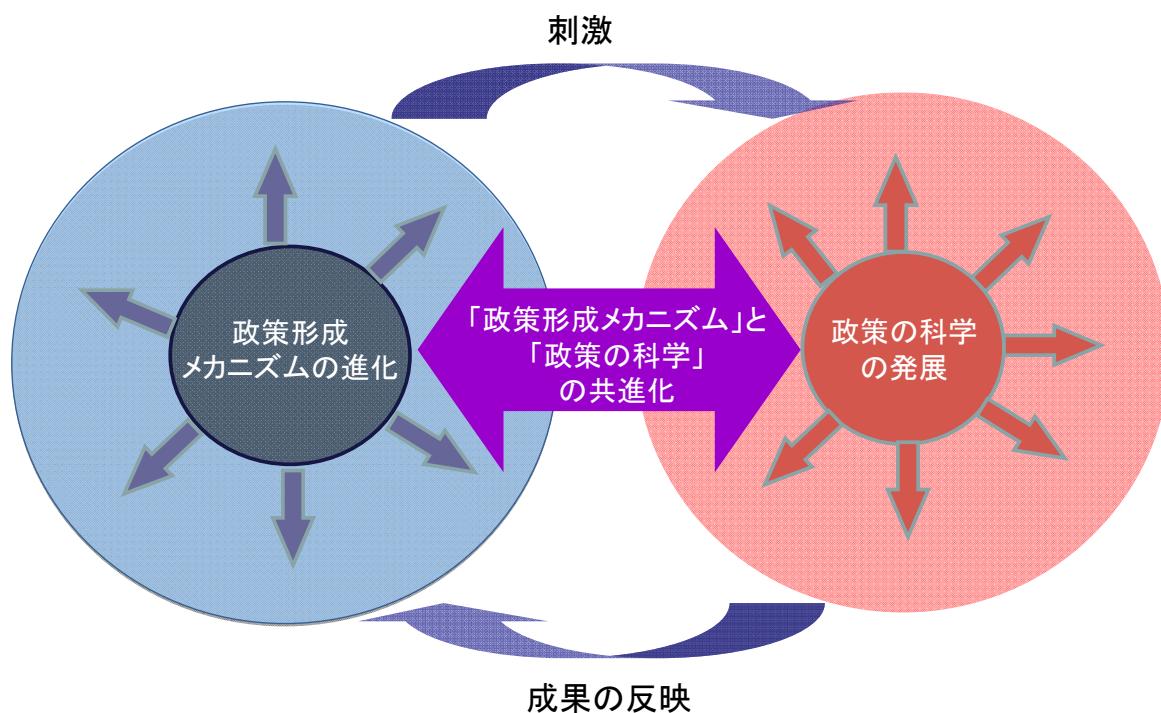 刺激
政策形成
メカニズムの進化
「政策形成メカニズム」と
「政策の科学」
の共進化
政策の科学
の発展
成果の反映